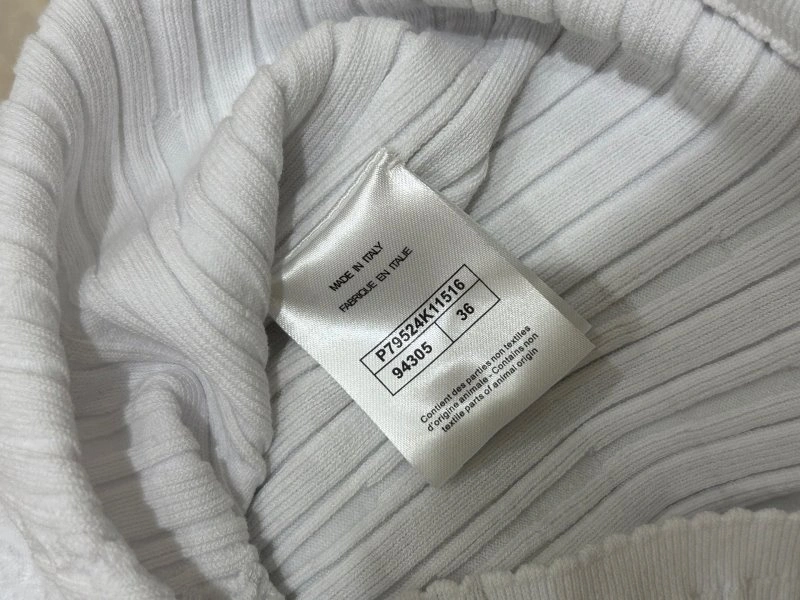 MADE IN ITALY
FABRIQUE EN ITALIE
P79524K11516
94305 36
Contient des parties non textiles
d'origine animale - Contains non
textile parts of animal origin